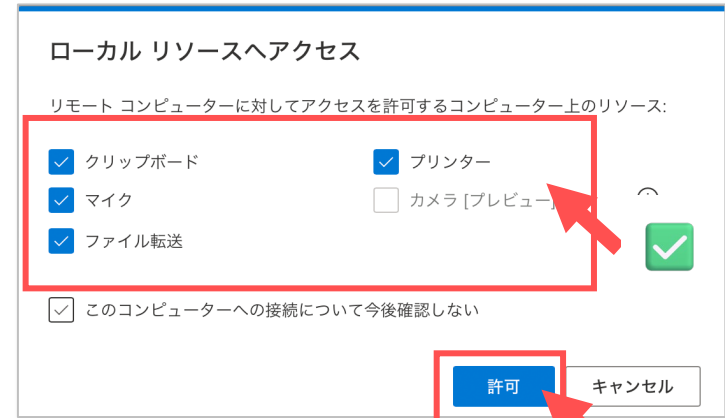 ローカル リソースへアクセス
リモート コンピューターに対してアクセスを許可するコンピューター上のリソース:
クリップボード
プリンター
マイク
カメラ [プレビュー]
ファイル転送
このコンピューターへの接続について今後確認しない
許可
キャンセル